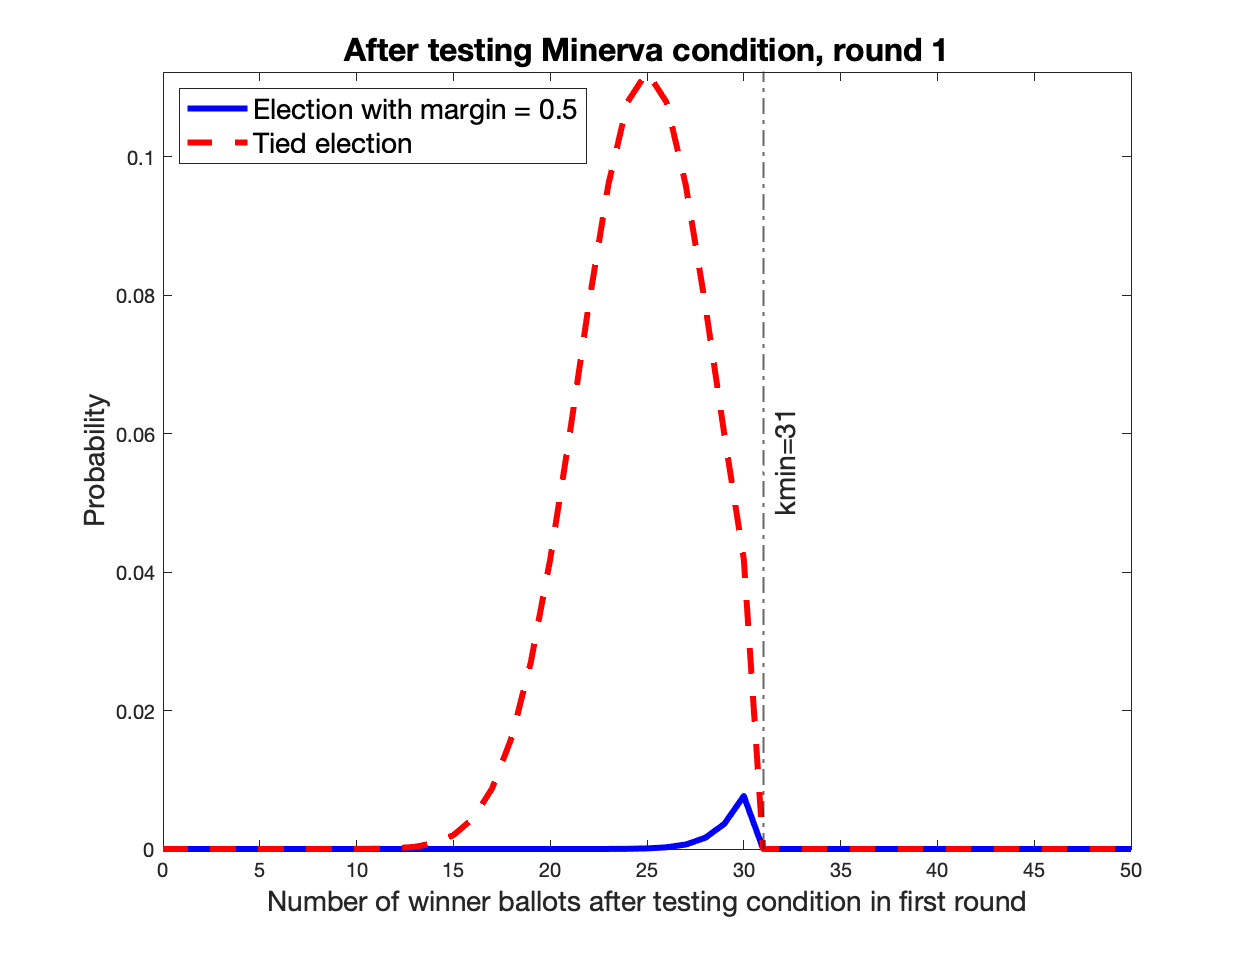 After testing Minerva condition, round 1
Election with margin = 0.5
Tied election
0.1
0.08
0.06
0.04
0.02
0
Probability
kmin=31
0 5 10 15 20 25 30 35 40 45 50
Number of winner ballots after testing condition in first round